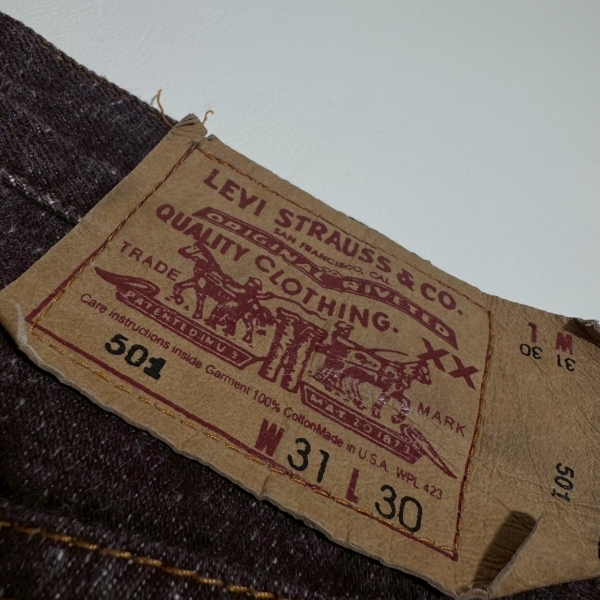 LEVI STRAUSS & CO.
SAN FRANCISCO, CAL.
ORIGINAL RIVETED
QUALITY CLOTHING.
TRADE MARK
XX
PATENTED IN U S
MAY 20 1873
Care instructions inside Garment 100% CottonMade in U.S.A. WPL 423
501
W 31 L 30
W L
31 30
501